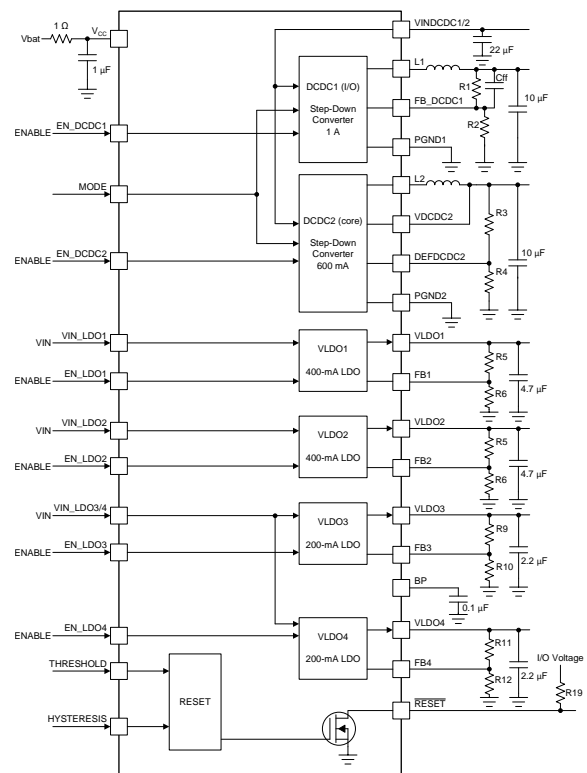 1 Ω
Vbat
VCC
1 µF
VINDCDC1/2
22 µF
L1
DCDC1 (I/O)
Step-Down
Converter
1 A
R1
Cff
FB_DCDC1
10 µF
R2
ENABLE
EN_DCDC1
PGND1
MODE
L2
DCDC2 (core)
Step-Down
Converter
600 mA
VDCDC2
R3
10 µF
ENABLE
EN_DCDC2
DEFDCDC2
R4
PGND2
VIN
VIN_LDO1
VLDO1
400-mA LDO
VLDO1
R5
4.7 µF
ENABLE
EN_LDO1
FB1
R6
VIN
VIN_LDO2
VLDO2
400-mA LDO
VLDO2
R5
4.7 µF
ENABLE
EN_LDO2
FB2
R6
VIN
VIN_LDO3/4
VLDO3
200-mA LDO
VLDO3
R9
2.2 µF
ENABLE
EN_LDO3
FB3
R10
BP
0.1 µF
ENABLE
EN_LDO4
VLDO4
200-mA LDO
VLDO4
R11
2.2 µF
FB4
R12
I/O Voltage
R19
THRESHOLD
RESET
HYSTERESIS
RESET